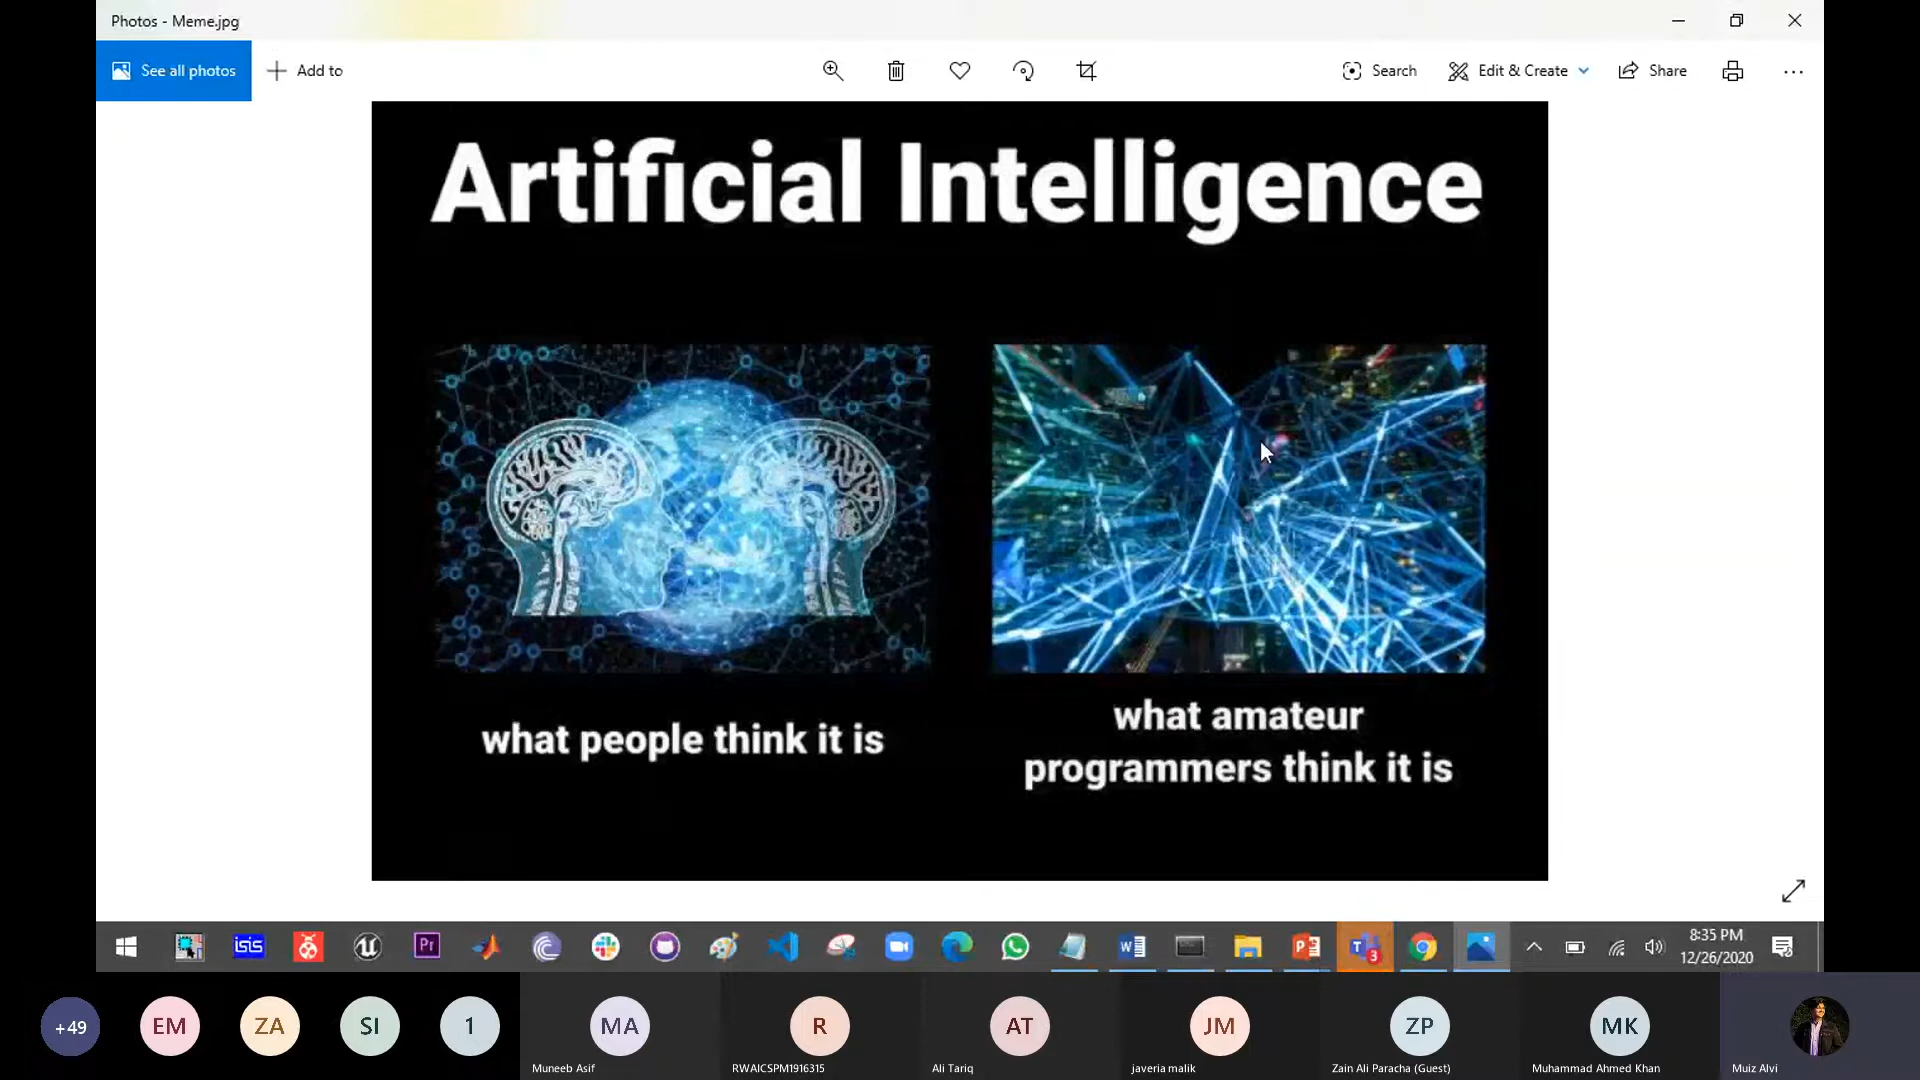 Photos - Meme.jpg
See all photos
Add to
Search
Edit & Create
Share
Artificial Intelligence
what people think it is
what amateur
programmers think it is
isis
Pr
3
8:35 PM
12/26/2020
+49
EM
ZA
SI
1
MA
R
AT
JM
ZP
MK
Muneeb Asif
RWAICSPM1916315
Ali Tariq
javeria malik
Zain Ali Paracha (Guest)
Muhammad Ahmed Khan
Muiz Alvi